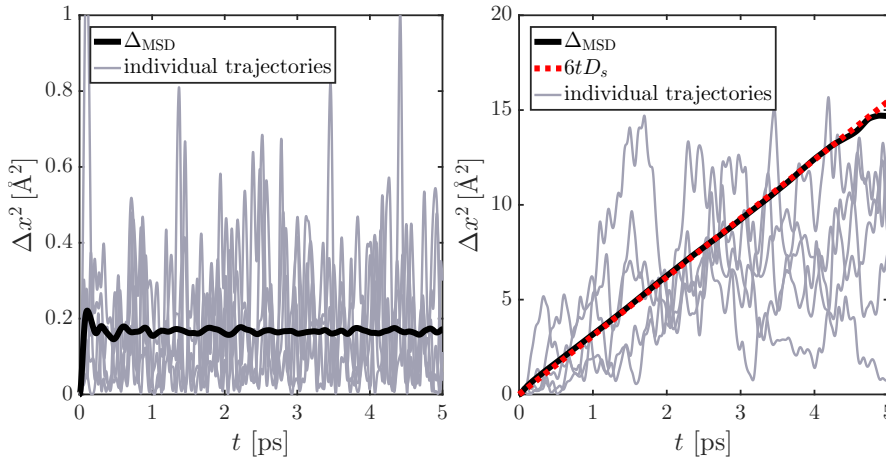 Δ_MSD
individual trajectories
1
0.8
0.6
0.4
0.2
0
Δx² [Å²]
0 1 2 3 4 5
t [ps]
Δ_MSD
6tD_s
individual trajectories
20
15
10
5
0
Δx² [Å²]
0 1 2 3 4 5
t [ps]